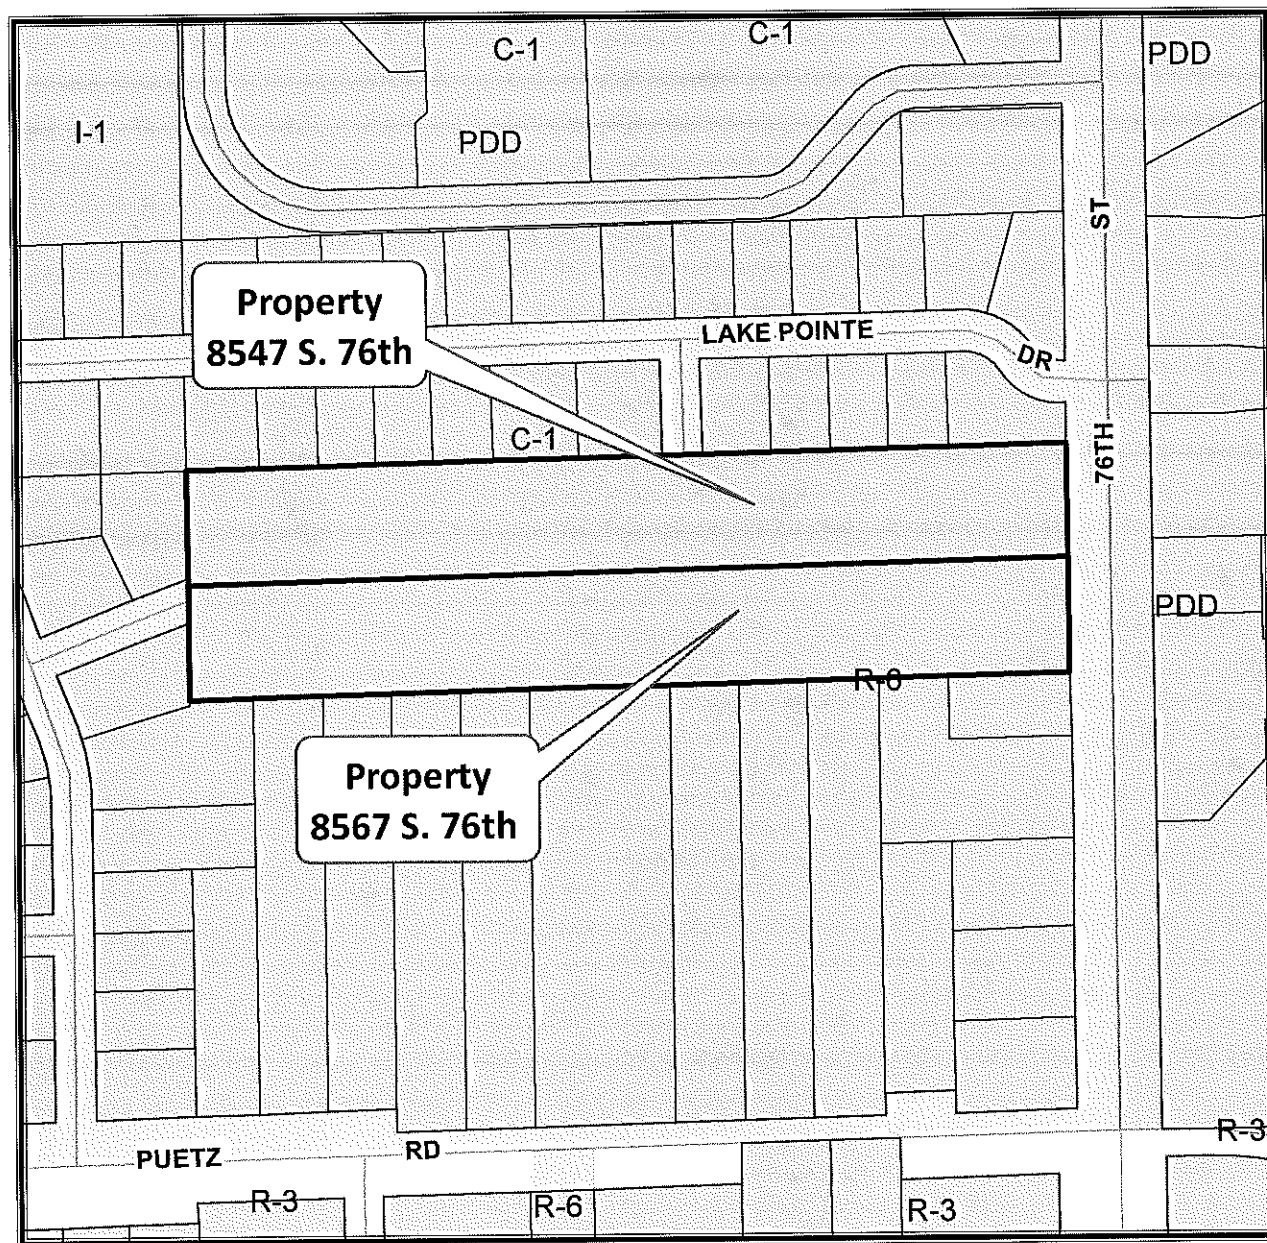 C-1
C-1
PDD
I-1
PDD
ST
Property
8547 S. 76th
LAKE POINTE
DR
C-1
76TH
PDD
R-6
Property
8567 S. 76th
R-3
PUETZ
RD
R-3
R-6
R-3